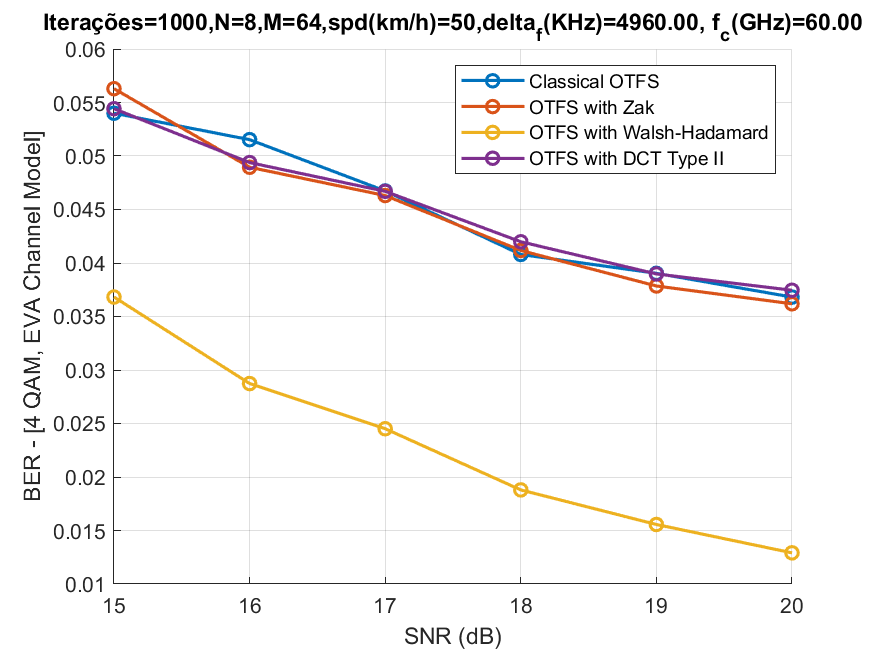 Iterações=1000,N=8,M=64,spd(km/h)=50,delta_f(KHz)=4960.00, f_c(GHz)=60.00
0.06
0.055
0.05
0.045
0.04
0.035
0.03
0.025
0.02
0.015
0.01
BER - [4 QAM, EVA Channel Model]
Classical OTFS
OTFS with Zak
OTFS with Walsh-Hadamard
OTFS with DCT Type II
15 16 17 18 19 20
SNR (dB)